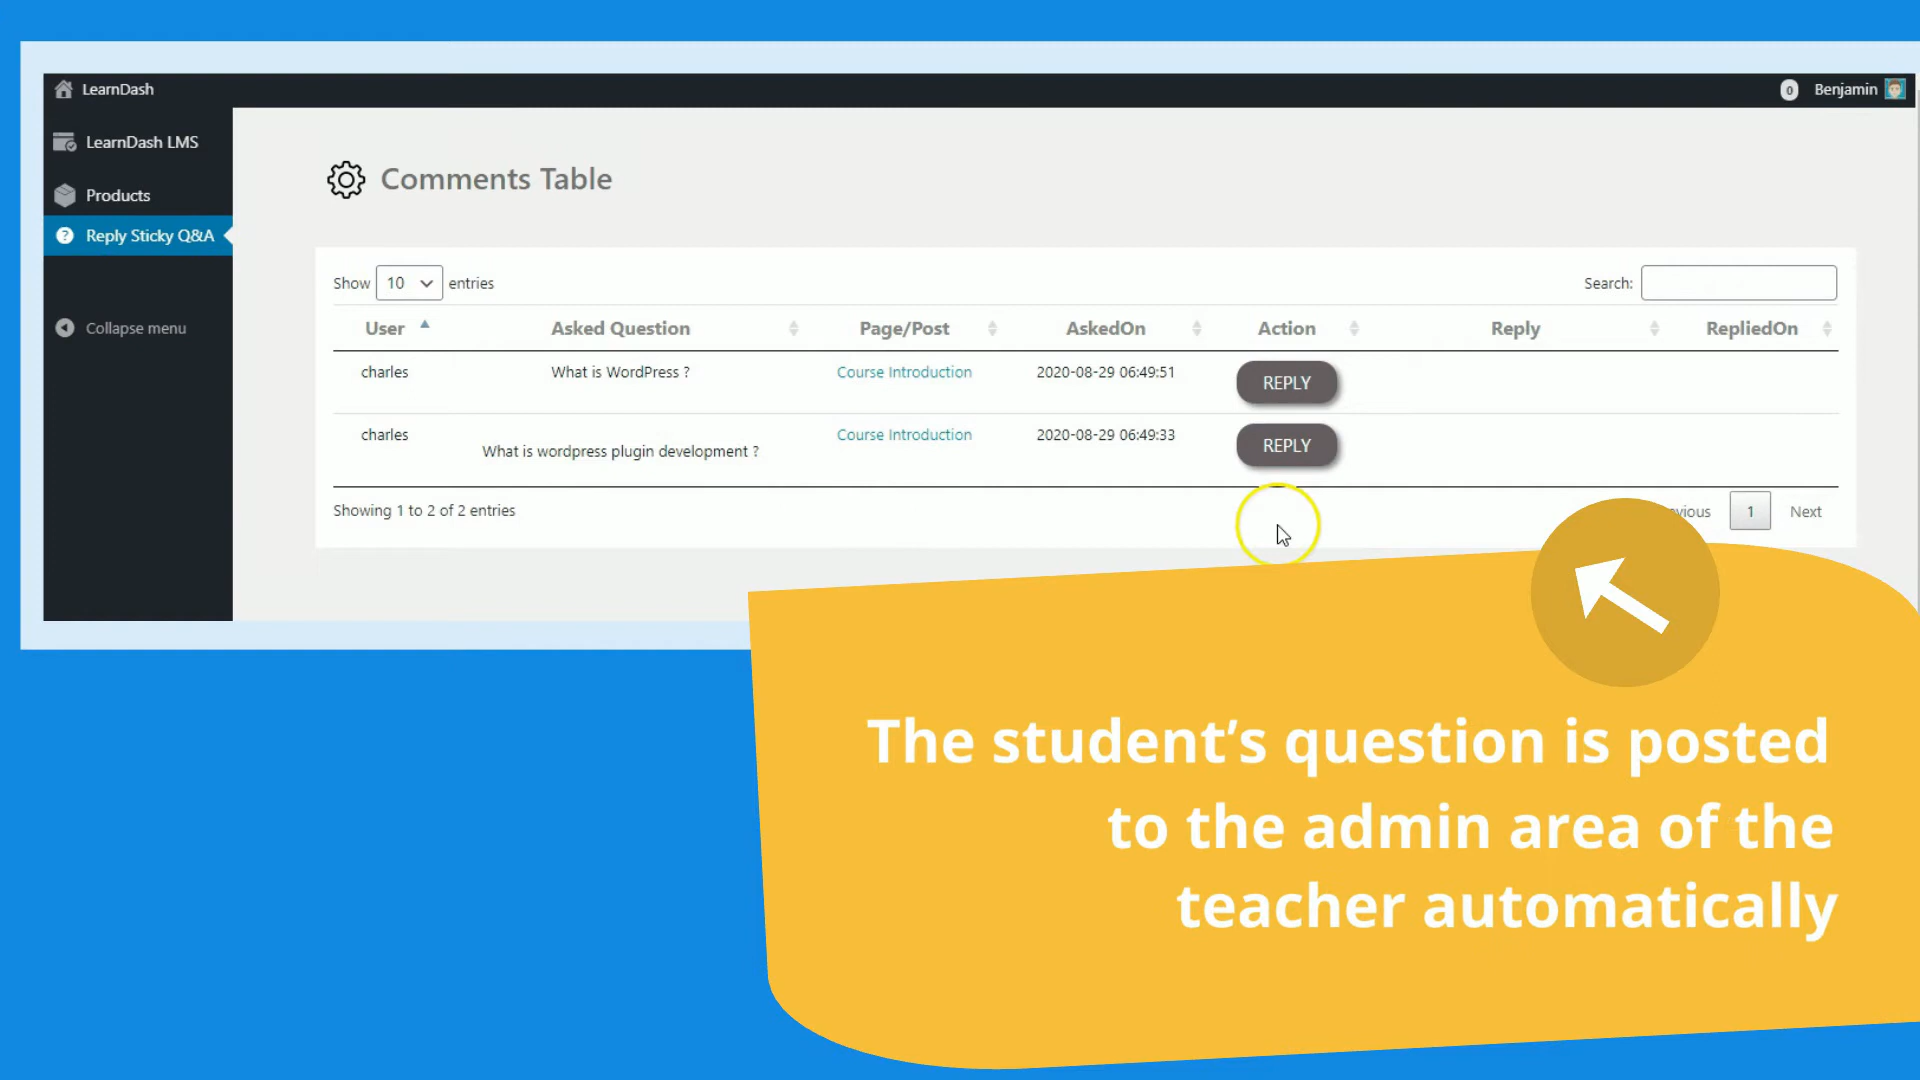 LearnDash
0 Benjamin
LearnDash LMS
Products
Reply Sticky Q&A
Collapse menu
Comments Table
Show 10 entries
Search:
User Asked Question Page/Post AskedOn Action Reply RepliedOn
charles What is WordPress ? Course Introduction 2020-08-29 06:49:51 REPLY
charles What is wordpress plugin development ? Course Introduction 2020-08-29 06:49:33 REPLY
Showing 1 to 2 of 2 entries
1 Next
The student’s question is posted
to the admin area of the
teacher automatically